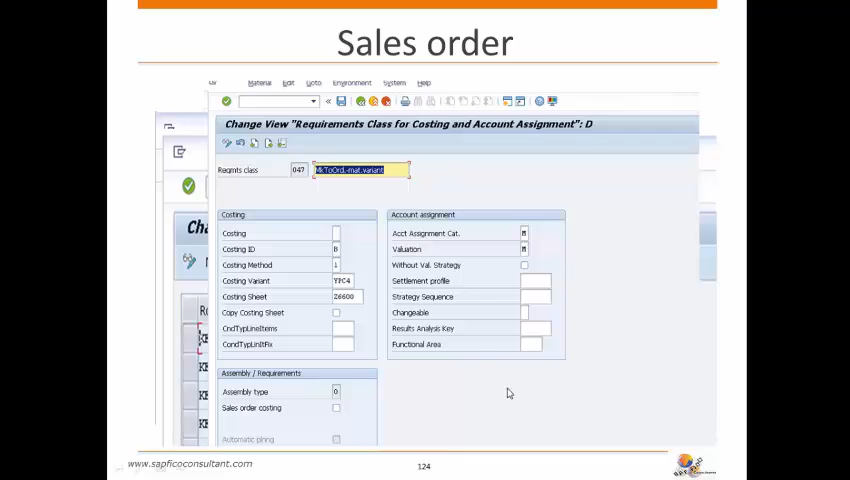 Sales order
Material Edit Goto Environment System Help
Change View "Requirements Class for Costing and Account Assignment": D
Reqmts class 047 MkToOrd.-mat.variant
Cha
Costing
Costing
Costing ID B
Costing Method 1
Costing Variant YPC4
Costing Sheet Z6600
Copy Costing Sheet
CndTypLineItems
CondTypLinItFix
Account assignment
Acct Assignment Cat. M
Valuation M
Without Val. Strategy
Settlement profile
Strategy Sequence
Changeable
Results Analysis Key
Functional Area
Assembly / Requirements
Assembly type 0
Sales order costing
Automatic plnng
www.sapficoconsultant.com
124